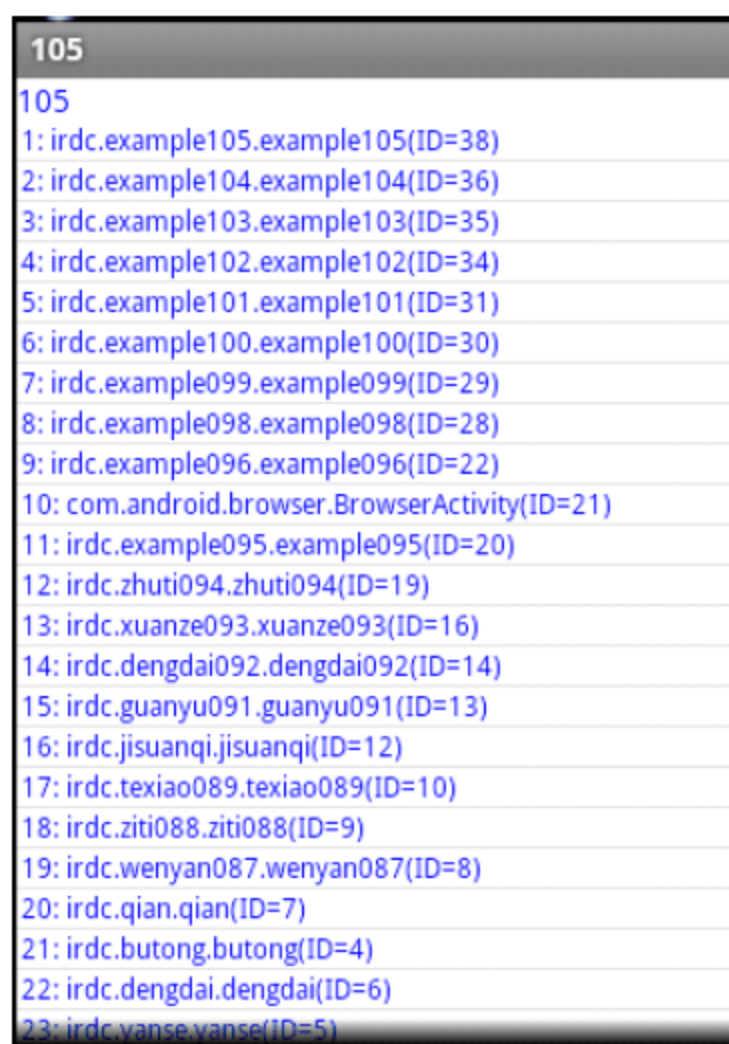 105
105
1: irdc.example105.example105(ID=38)
2: irdc.example104.example104(ID=36)
3: irdc.example103.example103(ID=35)
4: irdc.example102.example102(ID=34)
5: irdc.example101.example101(ID=31)
6: irdc.example100.example100(ID=30)
7: irdc.example099.example099(ID=29)
8: irdc.example098.example098(ID=28)
9: irdc.example096.example096(ID=22)
10: com.android.browser.BrowserActivity(ID=21)
11: irdc.example095.example095(ID=20)
12: irdc.zhuti094.zhuti094(ID=19)
13: irdc.xuanze093.xuanze093(ID=16)
14: irdc.dengdai092.dengdai092(ID=14)
15: irdc.guanyu091.guanyu091(ID=13)
16: irdc.jisuanqi.jisuanqi(ID=12)
17: irdc.texiao089.texiao089(ID=10)
18: irdc.ziti088.ziti088(ID=9)
19: irdc.wenyan087.wenyan087(ID=8)
20: irdc.qian.qian(ID=7)
21: irdc.butong.butong(ID=4)
22: irdc.dengdai.dengdai(ID=6)
23: irdc.yanse.yanse(ID=5)